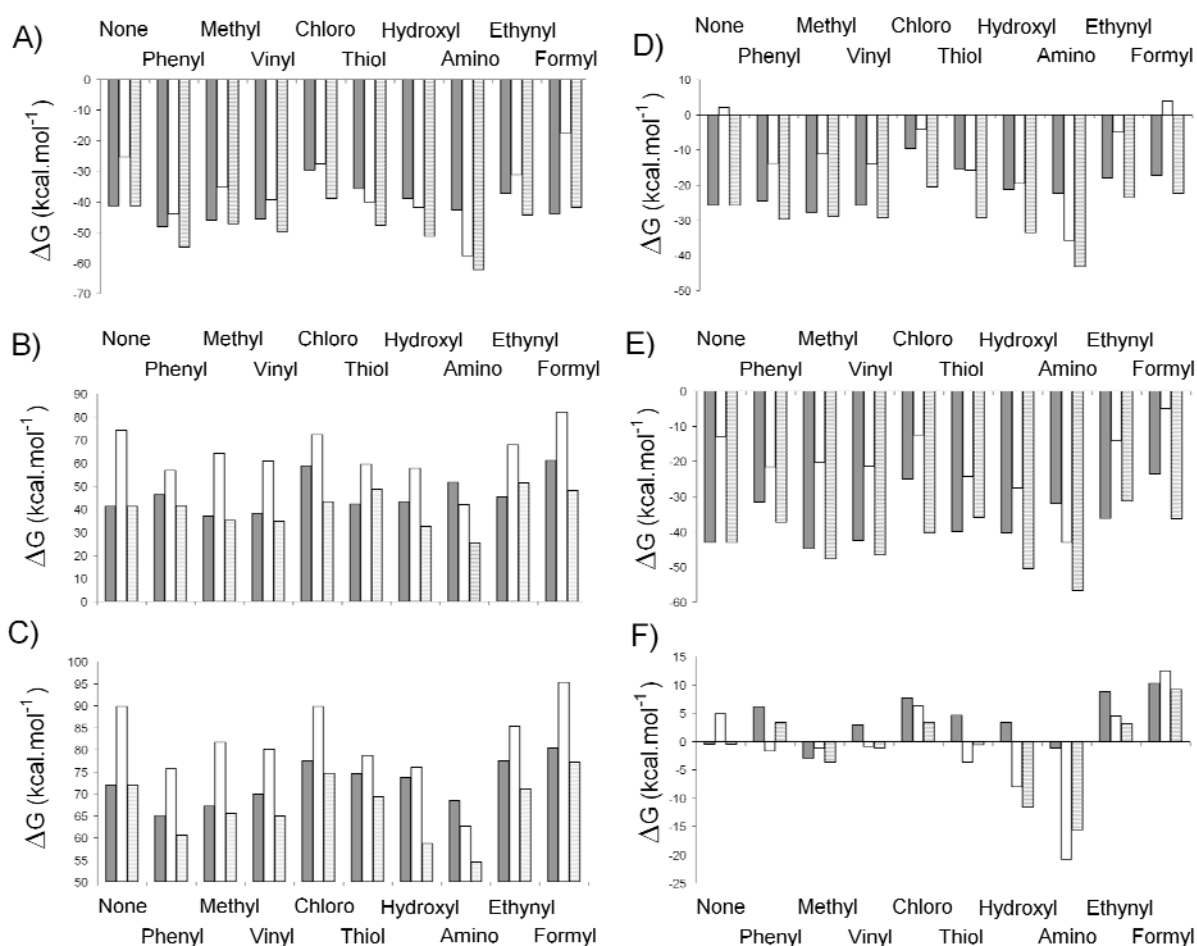 A)
None Methyl Chloro Hydroxyl Ethynyl
Phenyl Vinyl Thiol Amino Formyl
0
-10
-20
-30
-40
-50
-60
-70
ΔG (kcal.mol⁻¹)
B)
None Methyl Chloro Hydroxyl Ethynyl
Phenyl Vinyl Thiol Amino Formyl
90
80
70
60
50
40
30
20
10
0
ΔG (kcal.mol⁻¹)
C)
100
95
90
85
80
75
70
65
60
55
50
ΔG (kcal.mol⁻¹)
None Methyl Chloro Hydroxyl Ethynyl
Phenyl Vinyl Thiol Amino Formyl
D)
None Methyl Chloro Hydroxyl Ethynyl
Phenyl Vinyl Thiol Amino Formyl
10
0
-10
-20
-30
-40
-50
ΔG (kcal.mol⁻¹)
E)
None Methyl Chloro Hydroxyl Ethynyl
Phenyl Vinyl Thiol Amino Formyl
0
-10
-20
-30
-40
-50
-60
ΔG (kcal.mol⁻¹)
F)
15
10
5
0
-5
-10
-15
-20
-25
ΔG (kcal.mol⁻¹)
None Methyl Chloro Hydroxyl Ethynyl
Phenyl Vinyl Thiol Amino Formyl